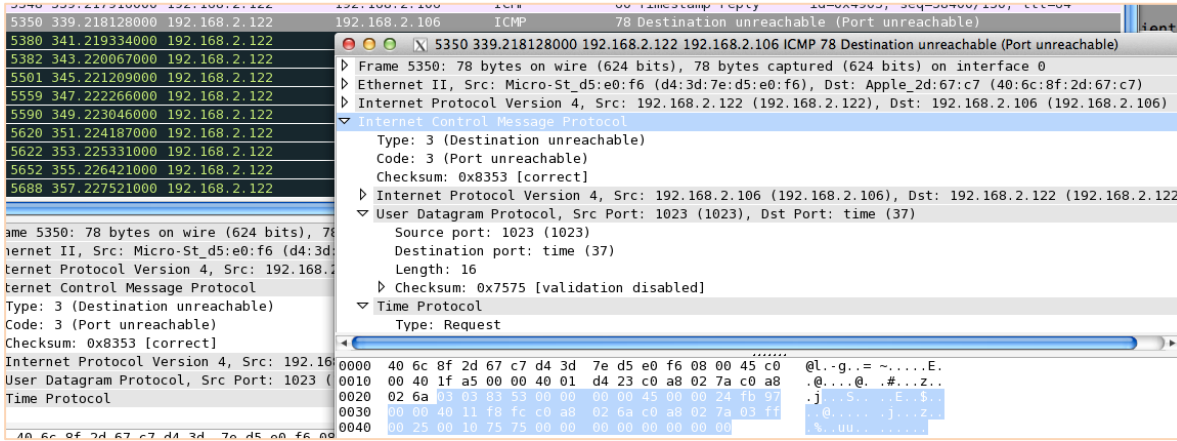 5350 339.218128000 192.168.2.122 192.168.2.106 ICMP 78 Destination unreachable (Port unreachable)
5380 341.219334000 192.168.2.122
5382 343.220067000 192.168.2.122
5501 345.221209000 192.168.2.122
5559 347.222266000 192.168.2.122
5590 349.223046000 192.168.2.122
5620 351.224187000 192.168.2.122
5622 353.225331000 192.168.2.122
5652 355.226421000 192.168.2.122
5688 357.227521000 192.168.2.122
ame 5350: 78 bytes on wire (624 bits), 78
hernet II, Src: Micro-St_d5:e0:f6 (d4:3d:
ternet Protocol Version 4, Src: 192.168.2
ternet Control Message Protocol
Type: 3 (Destination unreachable)
Code: 3 (Port unreachable)
Checksum: 0x8353 [correct]
Internet Protocol Version 4, Src: 192.16
User Datagram Protocol, Src Port: 1023 (
Time Protocol
X 5350 339.218128000 192.168.2.122 192.168.2.106 ICMP 78 Destination unreachable (Port unreachable)
Frame 5350: 78 bytes on wire (624 bits), 78 bytes captured (624 bits) on interface 0
Ethernet II, Src: Micro-St_d5:e0:f6 (d4:3d:7e:d5:e0:f6), Dst: Apple_2d:67:c7 (40:6c:8f:2d:67:c7)
Internet Protocol Version 4, Src: 192.168.2.122 (192.168.2.122), Dst: 192.168.2.106 (192.168.2.106)
Internet Control Message Protocol
Type: 3 (Destination unreachable)
Code: 3 (Port unreachable)
Checksum: 0x8353 [correct]
Internet Protocol Version 4, Src: 192.168.2.106 (192.168.2.106), Dst: 192.168.2.122 (192.168.2.122
User Datagram Protocol, Src Port: 1023 (1023), Dst Port: time (37)
Source port: 1023 (1023)
Destination port: time (37)
Length: 16
Checksum: 0x7575 [validation disabled]
Time Protocol
Type: Request
0000 40 6c 8f 2d 67 c7 d4 3d 7e d5 e0 f6 08 00 45 c0 @l.-g..= ~.....E.
0010 00 40 1f a5 00 00 40 01 d4 23 c0 a8 02 7a c0 a8 .@....@. .#...z..
0020 02 6a 03 03 83 53 00 00 00 00 45 00 00 24 fb 97 .j...S.. ..E..$..
0030 00 00 40 11 f8 fc c0 a8 02 6a c0 a8 02 7a 03 ff ..@..... .j...z..
0040 00 25 00 10 75 75 00 00 00 00 00 00 00 00 .%..uu.. ......